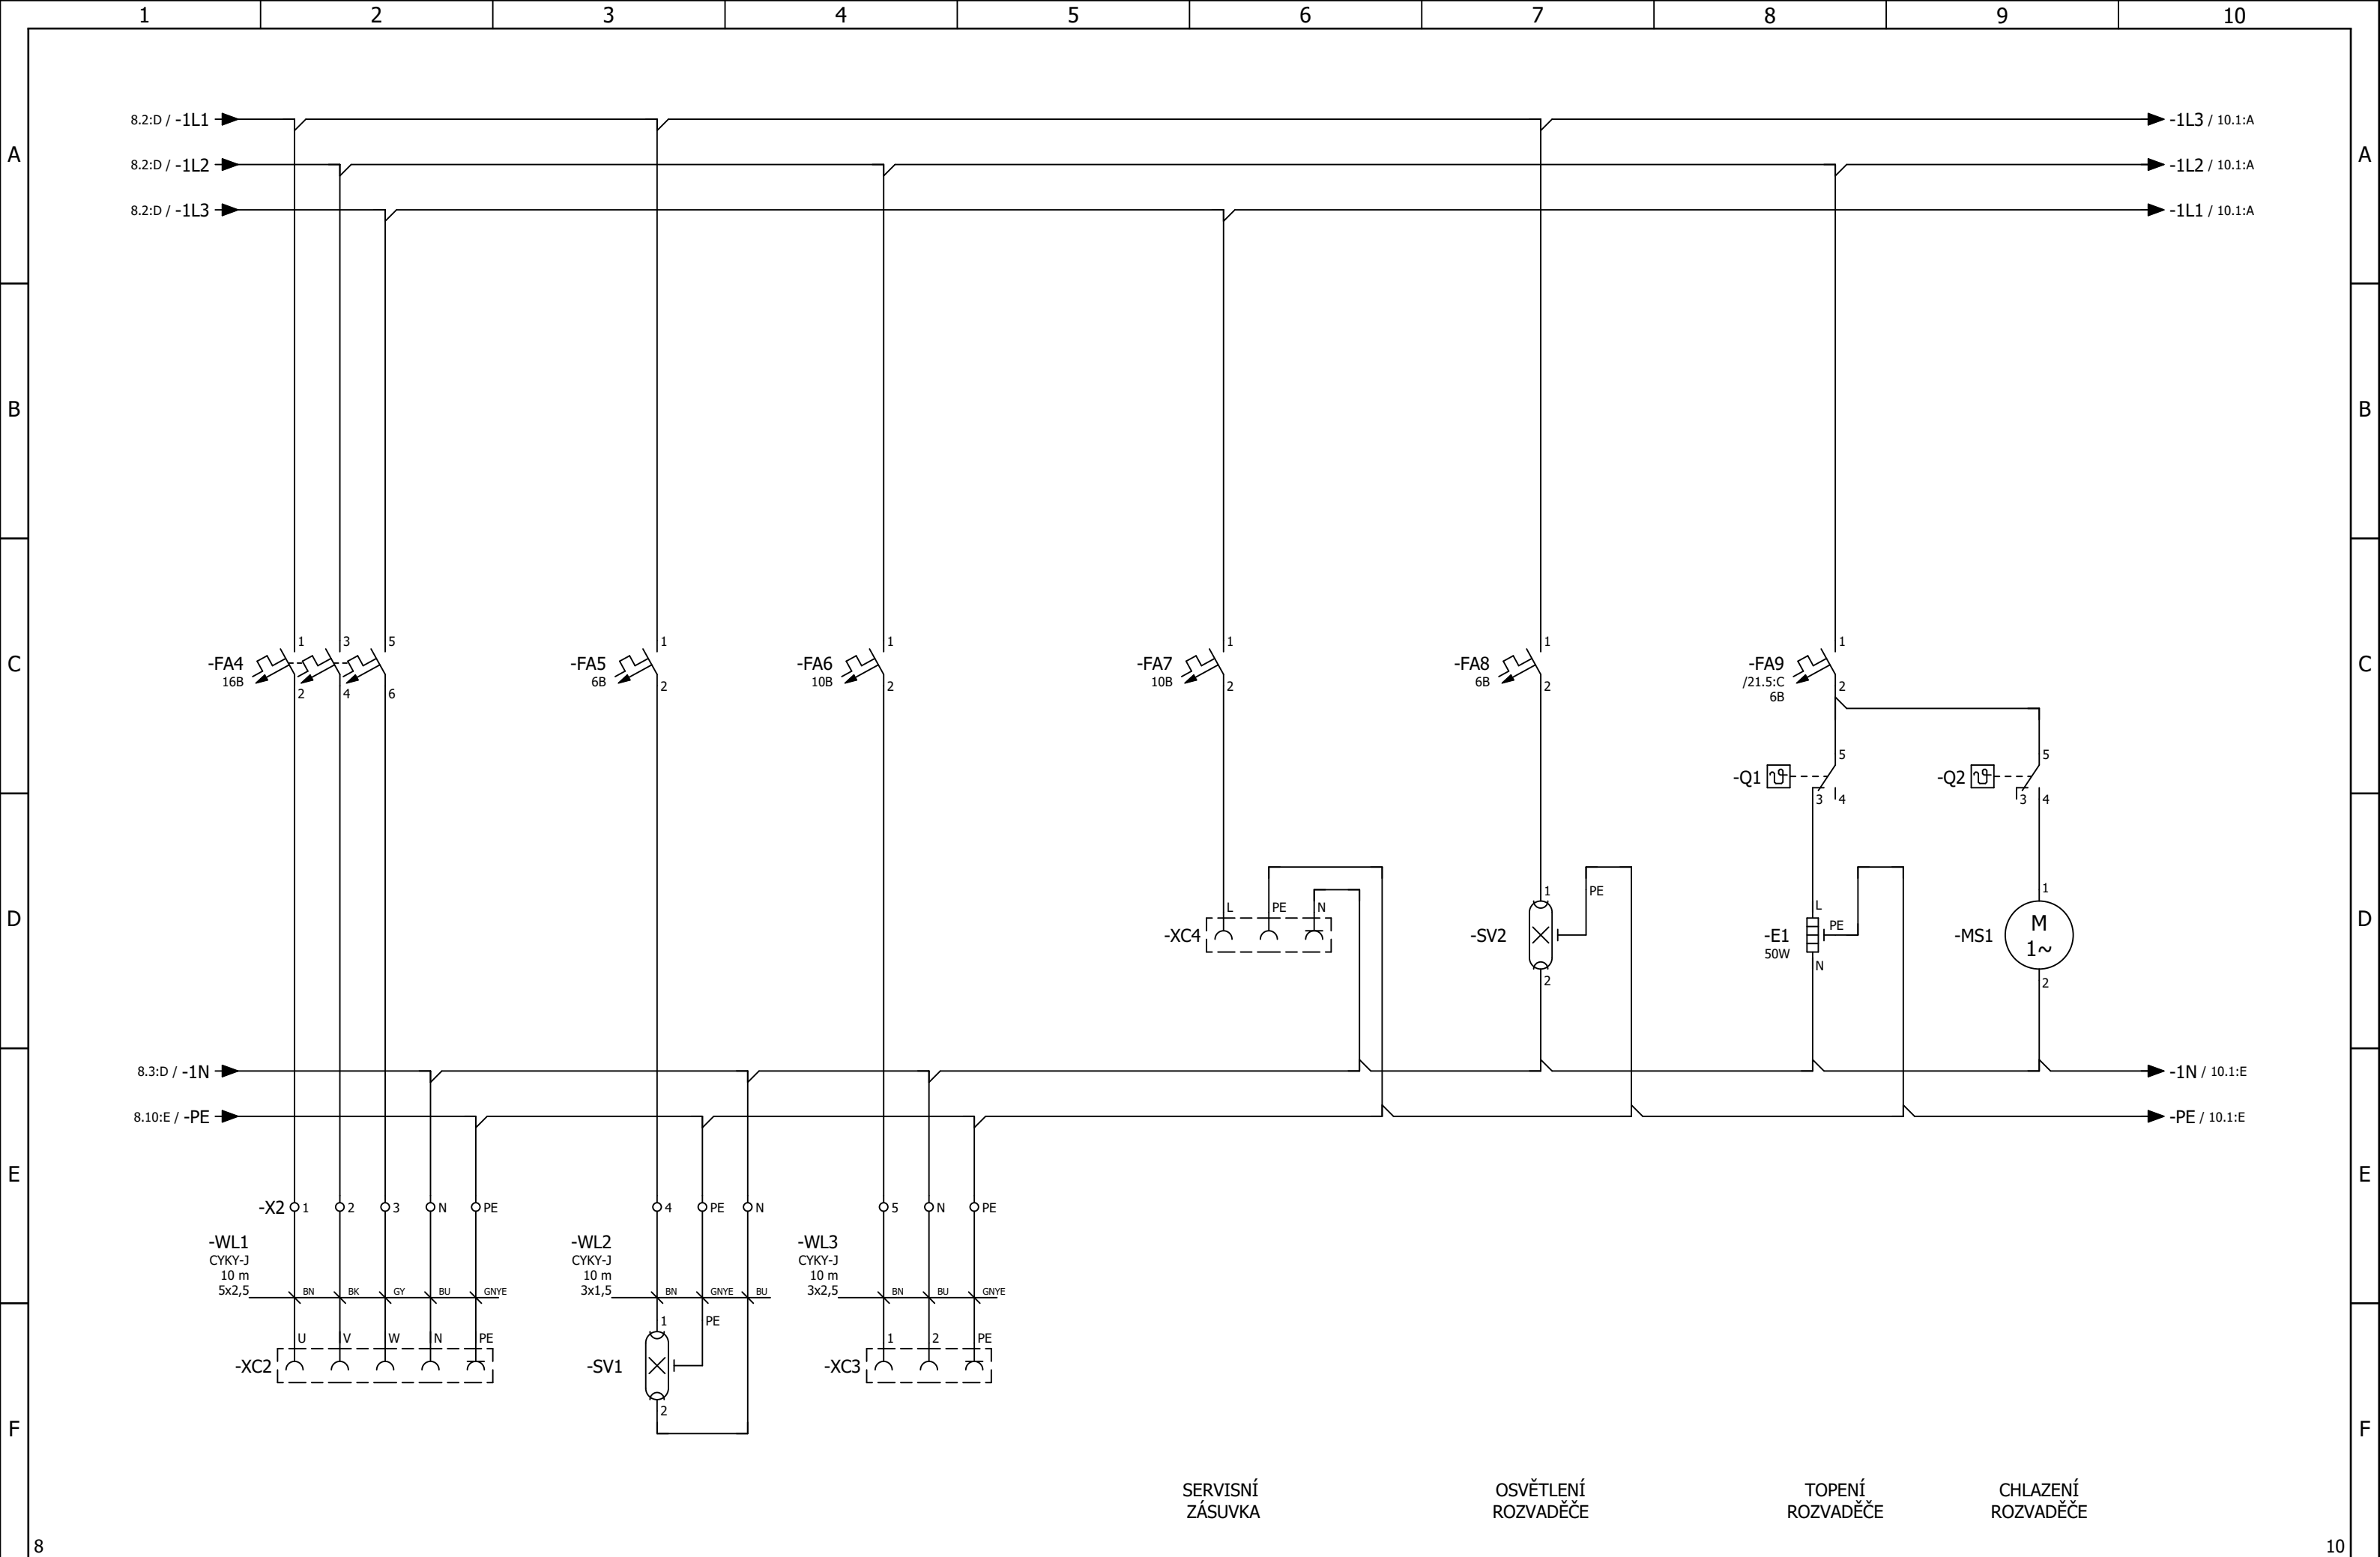 1 2 3 4 5 6 7 8 9 10
A A
8.2:D / -1L1 -1L3 / 10.1:A
8.2:D / -1L2 -1L2 / 10.1:A
8.2:D / -1L3 -1L1 / 10.1:A
B B
C C
1 3 5 1 1 1 1 1
-FA4 -FA5 -FA6 -FA7 -FA8 -FA9
16B 6B 10B 10B 6B /21.5:C
2 4 6 2 2 2 2 2
6B
5 5
-Q1 -Q2
3 4 3 4
D D
1 PE 1
L PE N L PE
-XC4 -SV2 -E1 -MS1 M
50W 1~
2 N 2
8.3:D / -1N -1N / 10.1:E
8.10:E / -PE -PE / 10.1:E
E E
-X2 1 2 3 N PE 4 PE N 5 N PE
-WL1 -WL2 -WL3
CYKY-J CYKY-J CYKY-J
10 m 10 m 10 m
5x2,5 BN BK GY BU GNYE 3x1,5 BN GNYE BU 3x2,5 BN BU GNYE
1 PE
U V W N PE 1 2 PE
-XC2 -SV1 -XC3
2
F F
SERVISNÍ OSVĚTLENÍ TOPENÍ CHLAZENÍ
ZÁSUVKA ROZVADĚČE ROZVADĚČE ROZVADĚČE
8 10